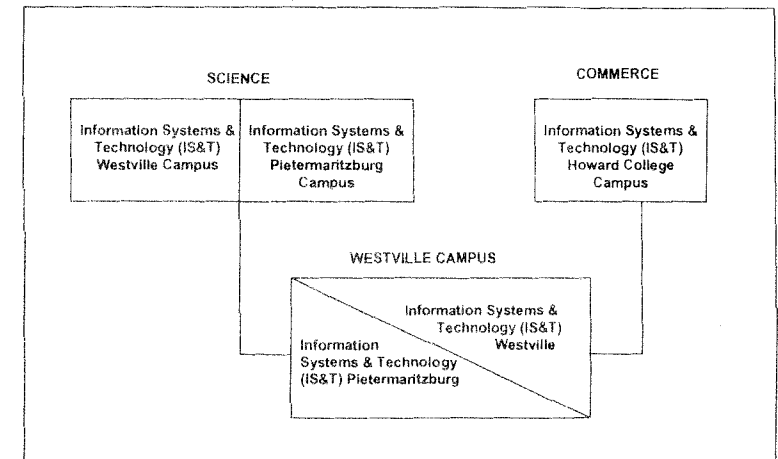 SCIENCE
COMMERCE
Information Systems &
Technology (IS&T)
Westville Campus
Information Systems &
Technology (IS&T)
Pietermaritzburg
Campus
Information Systems &
Technology (IS&T)
Howard College
Campus
WESTVILLE CAMPUS
Information Systems &
Technology (IS&T)
Westville
Information
Systems & Technology
(IS&T) Pietermaritzburg